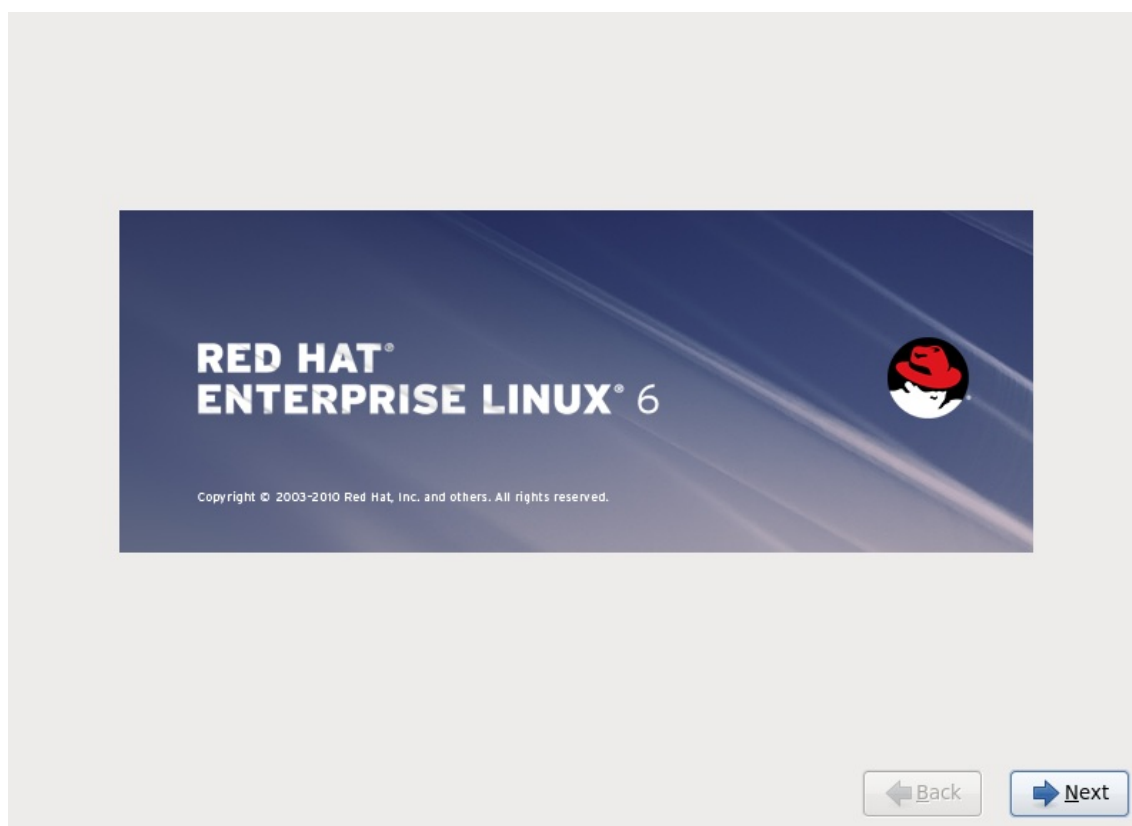 RED HAT®
ENTERPRISE LINUX® 6
Copyright © 2003-2010 Red Hat, Inc. and others. All rights reserved.
Back
Next